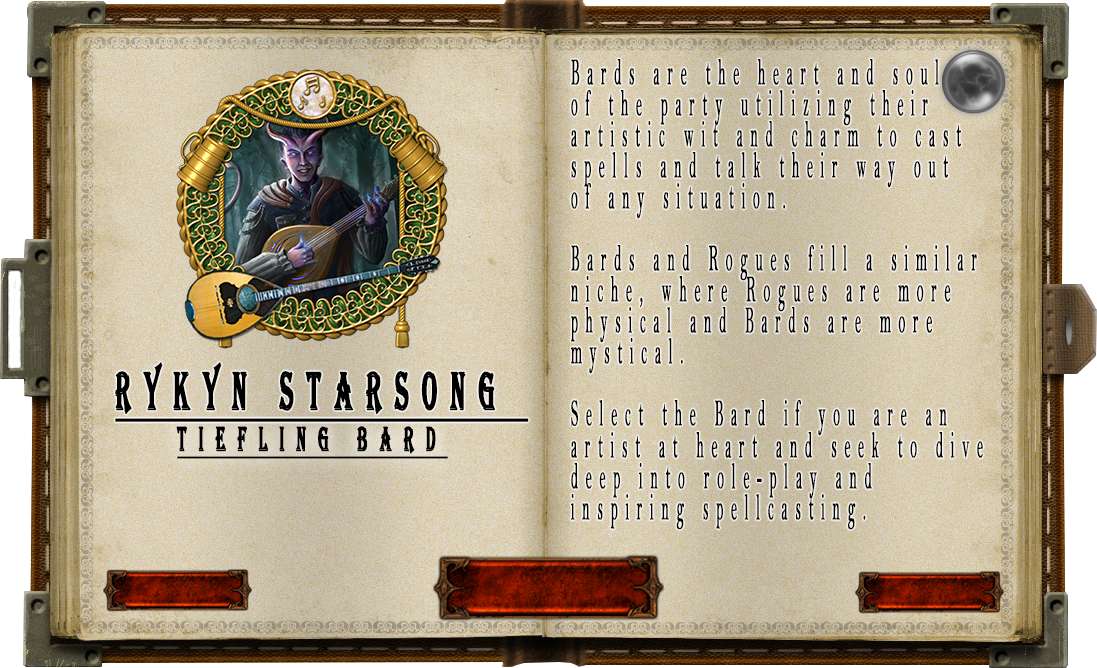 RYKYN STARSONG
TIEFLING BARD
Bards are the heart and soul
of the party utilizing their
artistic wit and charm to cast
spells and talk their way out
of any situation.
Bards and Rogues fill a similar
niche, where Rogues are more
physical and Bards are more
mystical.
Select the Bard if you are an
artist at heart and seek to dive
deep into role-play and
inspiring spellcasting.